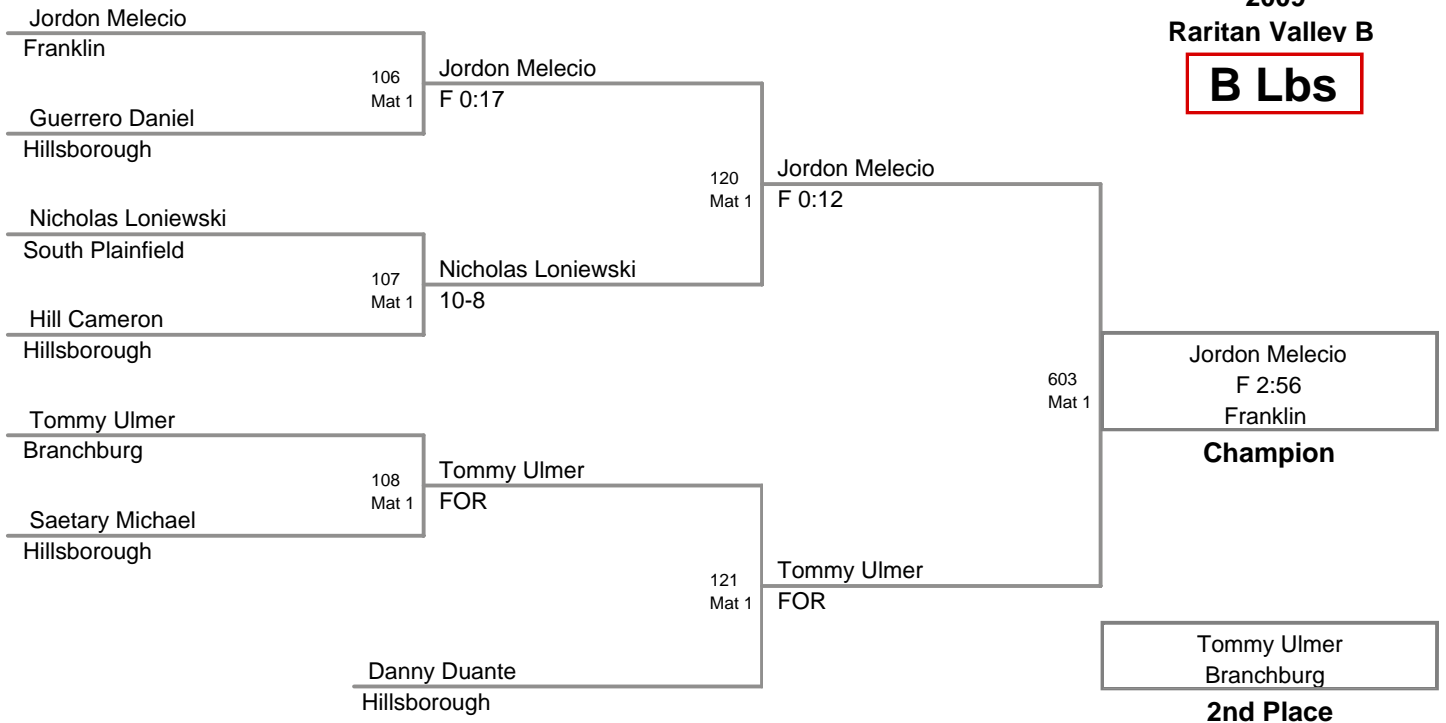 2009
Raritan Valley B
B Lbs
Jordon Melecio
Franklin
106
Mat 1
Jordon Melecio
F 0:17
Guerrero Daniel
Hillsborough
120
Mat 1
Jordon Melecio
F 0:12
Nicholas Loniewski
South Plainfield
107
Mat 1
Nicholas Loniewski
10-8
Hill Cameron
Hillsborough
603
Mat 1
Jordon Melecio
F 2:56
Franklin
Champion
Tommy Ulmer
Branchburg
108
Mat 1
Tommy Ulmer
FOR
Saetary Michael
Hillsborough
121
Mat 1
Tommy Ulmer
FOR
Danny Duante
Hillsborough
Tommy Ulmer
Branchburg
2nd Place